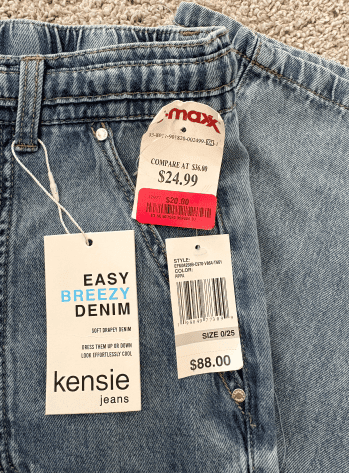 maxx
COMPARE AT $36.00
$24.99
$20.00
EASY
BREEZY
DENIM
SOFT DRAPEY DENIM
DRESS THEM UP OR DOWN
LOOK EFFORTLESSLY COOL
kensie
jeans
STYLE:
COLOR:
SIZE 0/25
$88.00